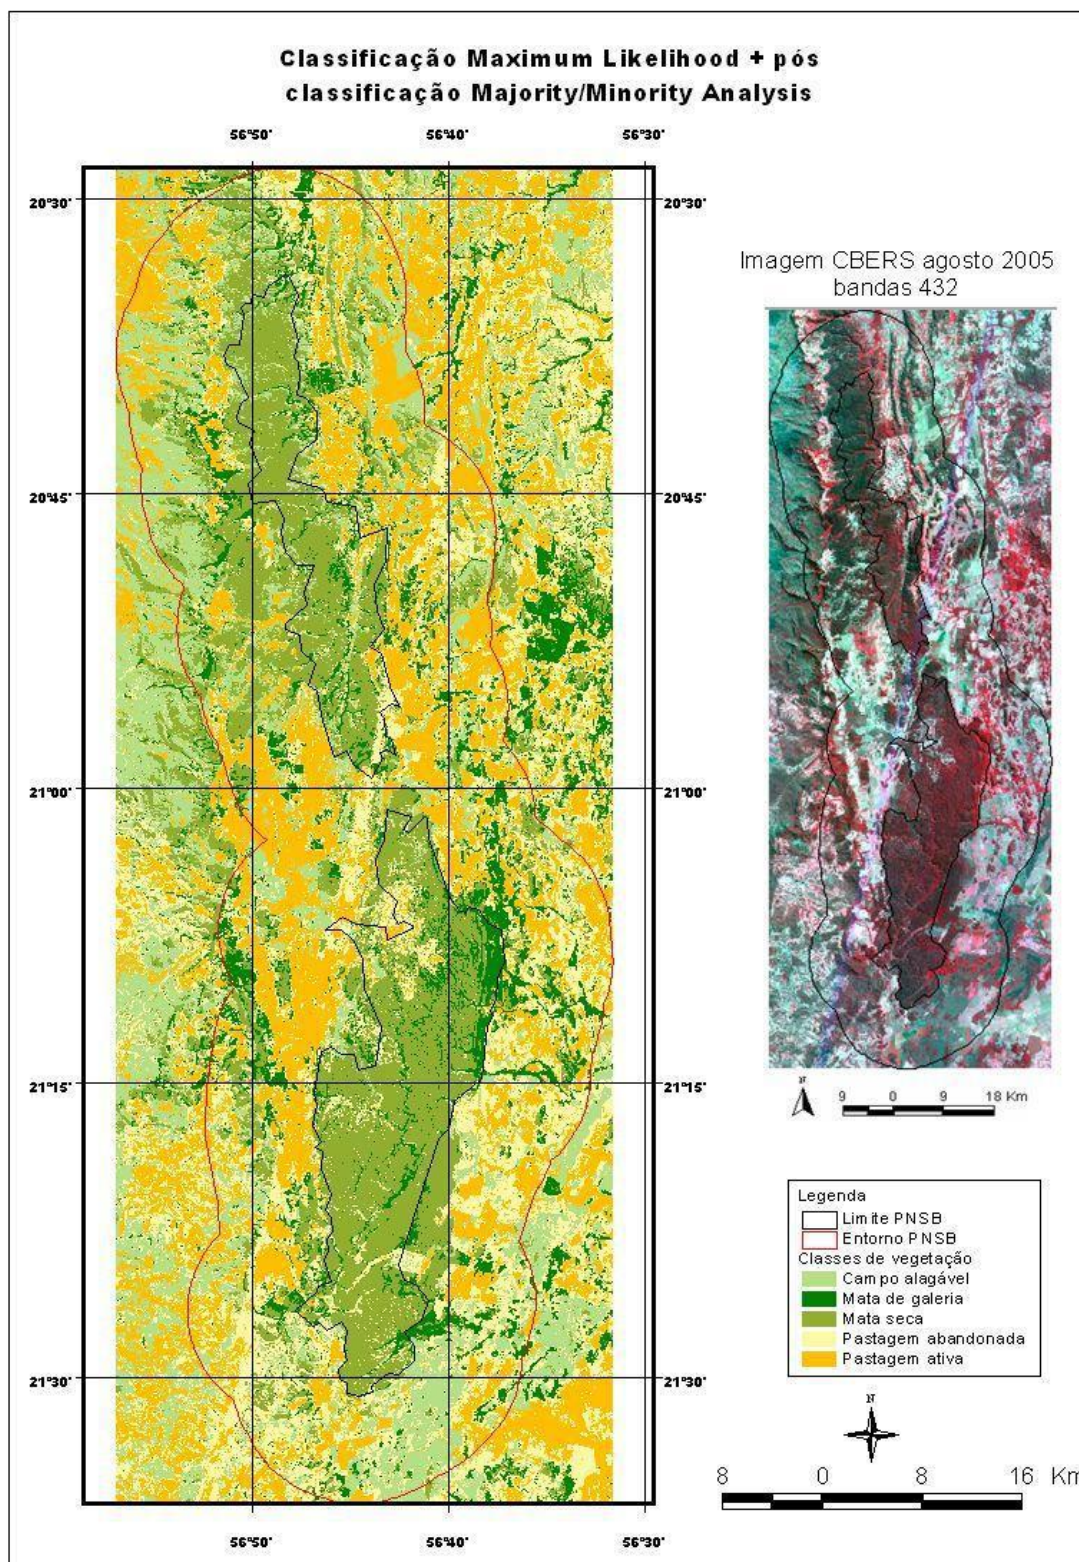 Classificação Maximum Likelihood + pós
classificação Majority/Minority Analysis
56°50' 56°40' 56°30'
20°30' 20°30'
Imagem CBERS agosto 2005
bandas 432
20°45' 20°45'
21°00' 21°00'
21°15' 21°15'
N
9 0 9 18 Km
Legenda
Limite PNSB
Entorno PNSB
Classes de vegetação
Campo alagável
Mata de galeria
Mata seca
Pastagem abandonada
Pastagem ativa
21°30' 21°30'
N
8 0 8 16 Km
56°50' 56°40' 56°30'